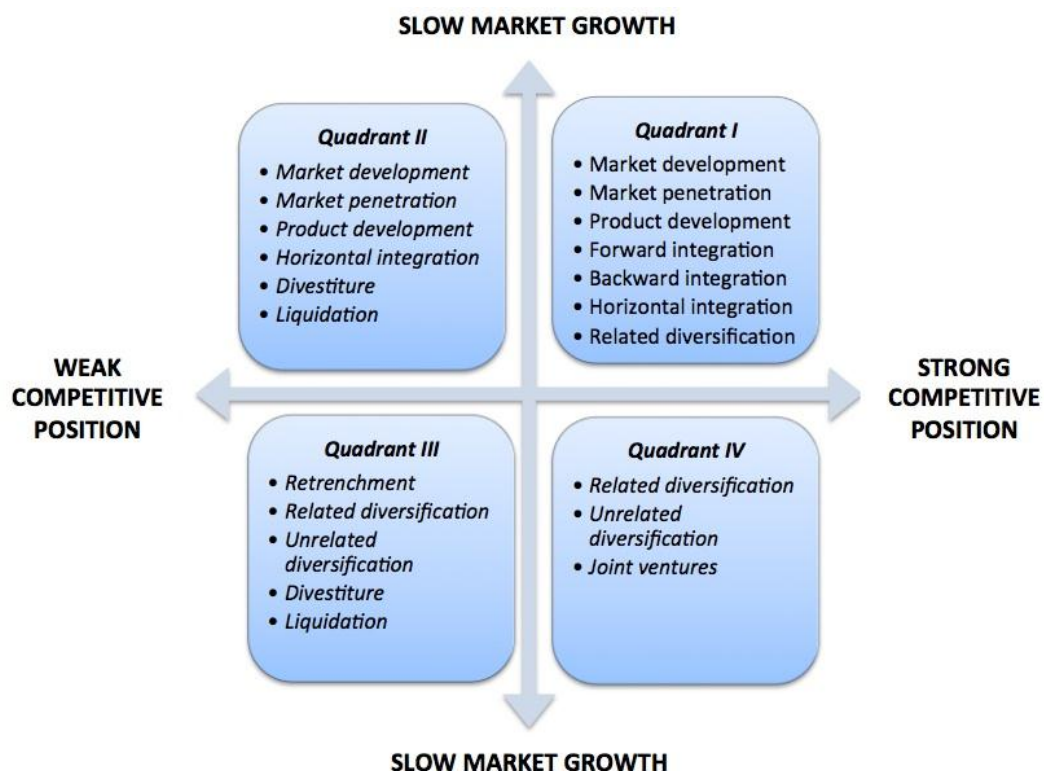 SLOW MARKET GROWTH
Quadrant II
• Market development
• Market penetration
• Product development
• Horizontal integration
• Divestiture
• Liquidation
Quadrant I
• Market development
• Market penetration
• Product development
• Forward integration
• Backward integration
• Horizontal integration
• Related diversification
WEAK
COMPETITIVE
POSITION
STRONG
COMPETITIVE
POSITION
Quadrant III
• Retrenchment
• Related diversification
• Unrelated
diversification
• Divestiture
• Liquidation
Quadrant IV
• Related diversification
• Unrelated
diversification
• Joint ventures
SLOW MARKET GROWTH